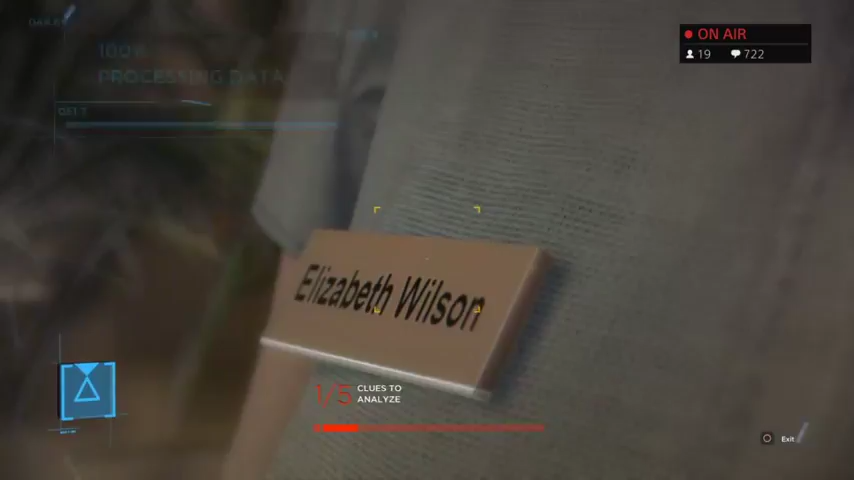 ON AIR
19 722
100%
PROCESSING DATA
Elizabeth Wilson
1/5 CLUES TO
ANALYZE
Exit